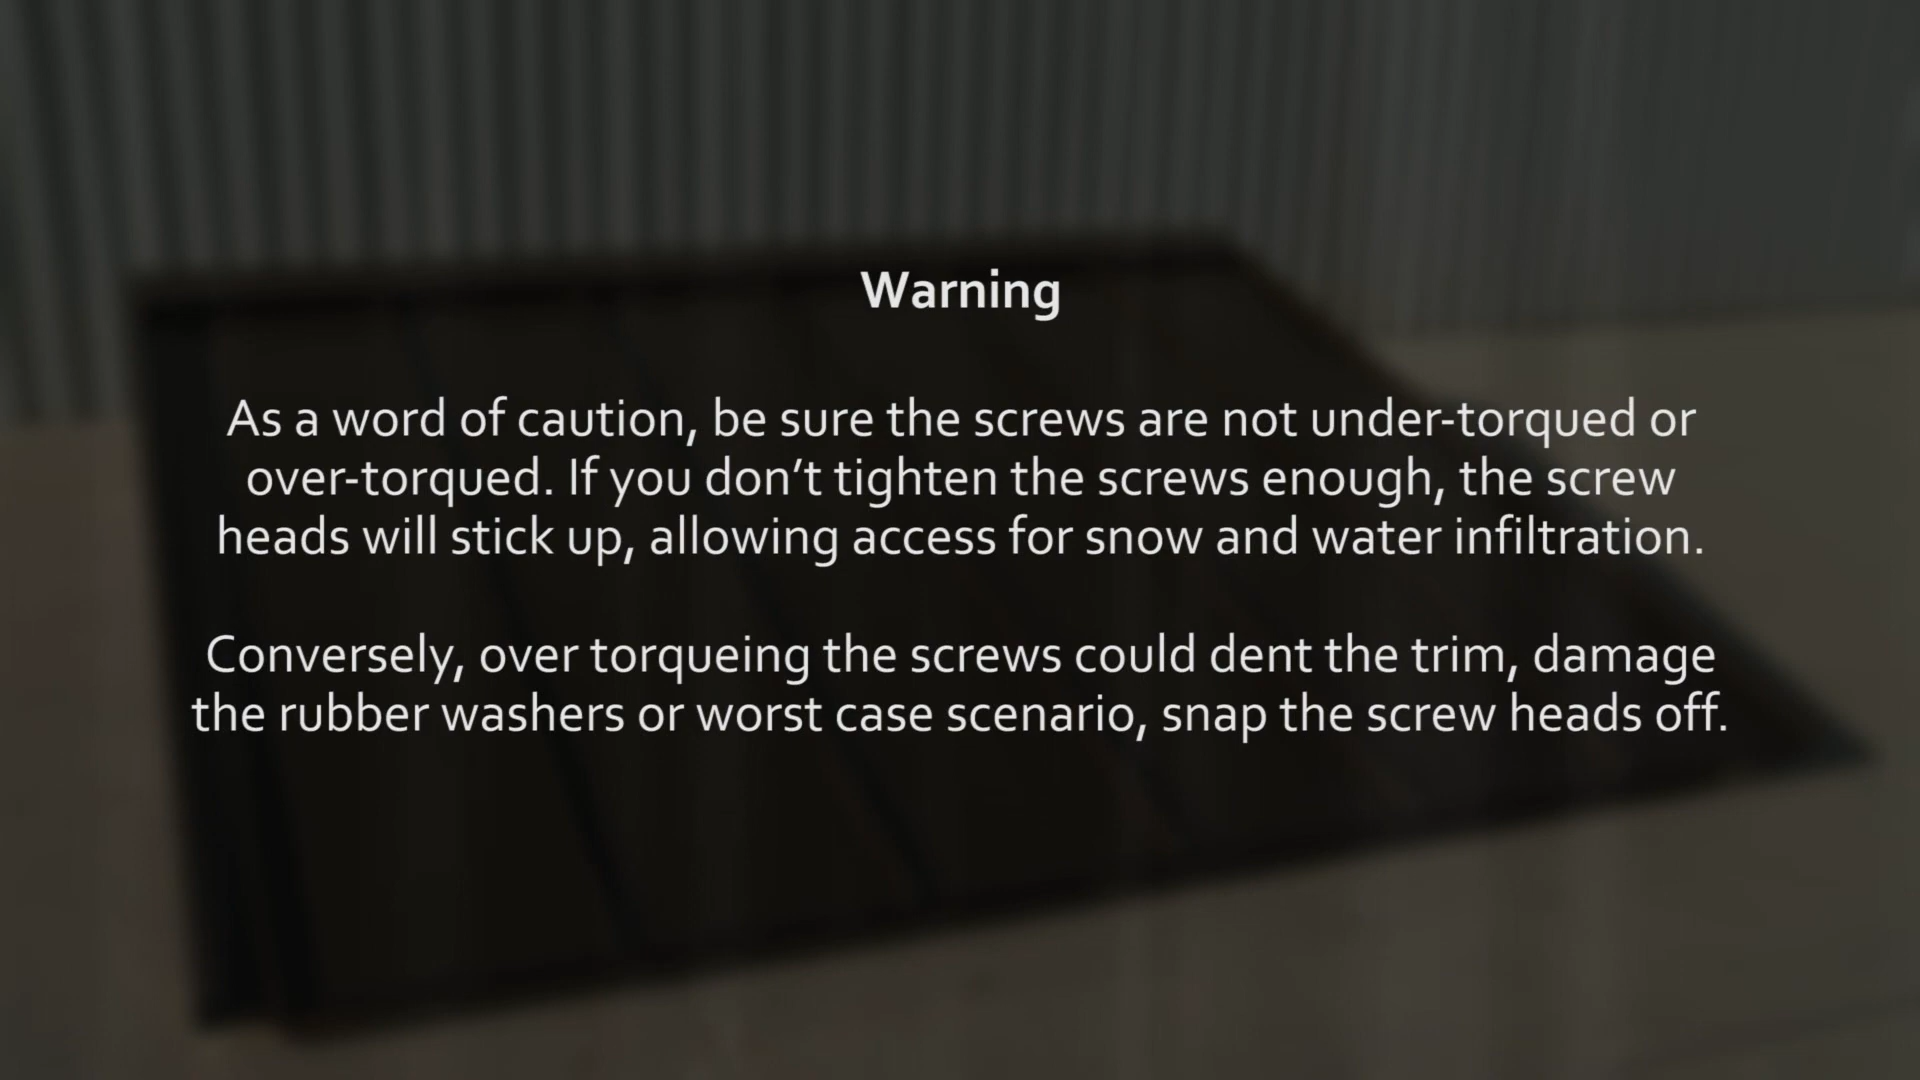 Warning
As a word of caution, be sure the screws are not under-torqued or
over-torqued. If you don’t tighten the screws enough, the screw
heads will stick up, allowing access for snow and water infiltration.
Conversely, over torqueing the screws could dent the trim, damage
the rubber washers or worst case scenario, snap the screw heads off.